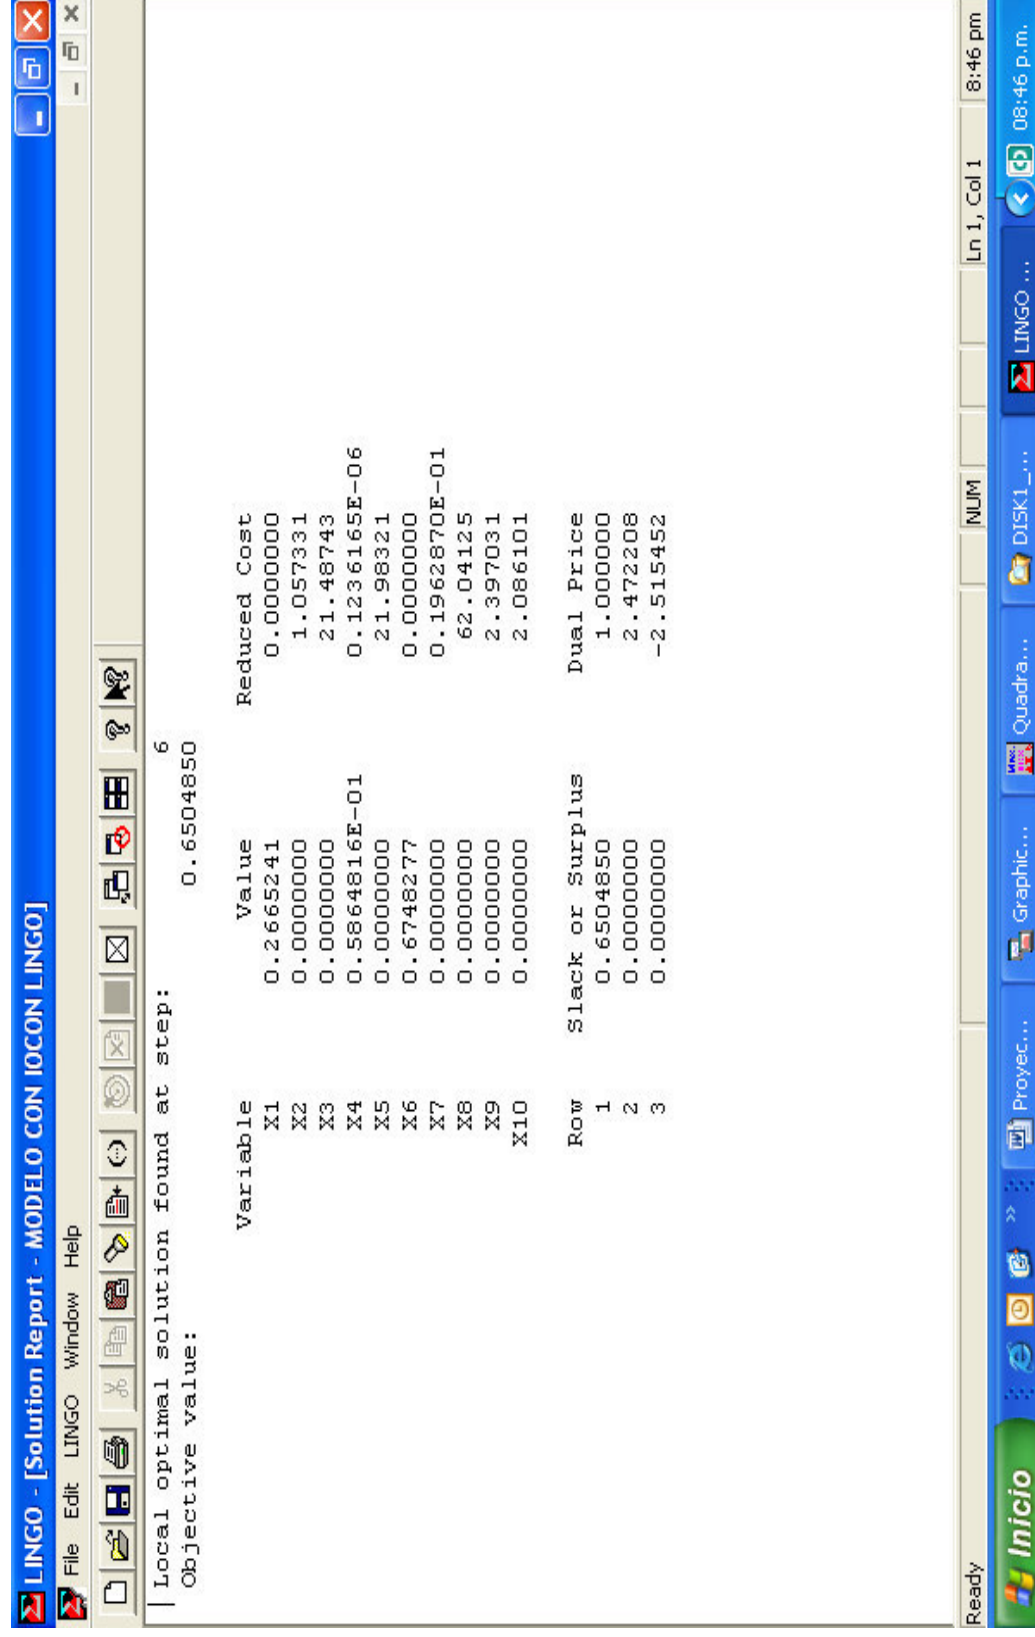 LINGO - [Solution Report - MODELO CON IOCON LINGO]
File Edit LINGO Window Help
Local optimal solution found at step: 6
Objective value: 0.6504850
Variable Value Reduced Cost
X1 0.2665241 0.0000000
X2 0.0000000 1.057331
X3 0.0000000 21.48743
X4 0.5864816E-01 0.1236165E-06
X5 0.0000000 21.98321
X6 0.6748277 0.0000000
X7 0.0000000 0.1962870E-01
X8 0.0000000 62.04125
X9 0.0000000 2.397031
X10 0.0000000 2.086101
Row Slack or Surplus Dual Price
1 0.6504850 1.000000
2 0.0000000 2.472208
3 0.0000000 -2.515452
Ready NUM Ln 1, Col 1 8:46 pm
Inicio Proyec... Graphic... Quadra... DISK1_... LINGO ... 08:46 p.m.